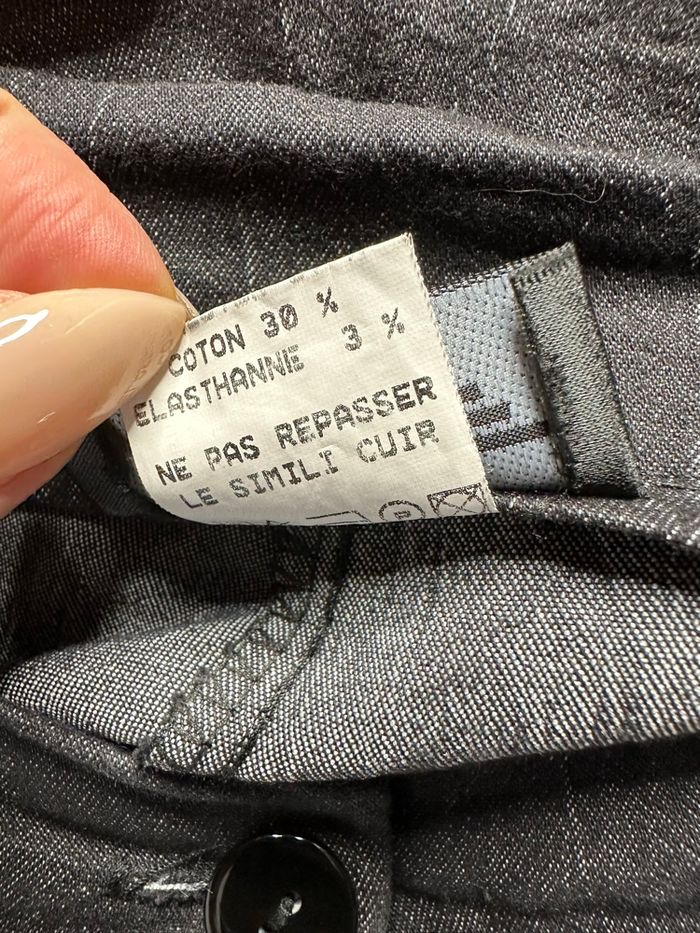 COTON 30 %
ELASTHANNE 3 %
NE PAS REPASSER
LE SIMILI CUIR
P